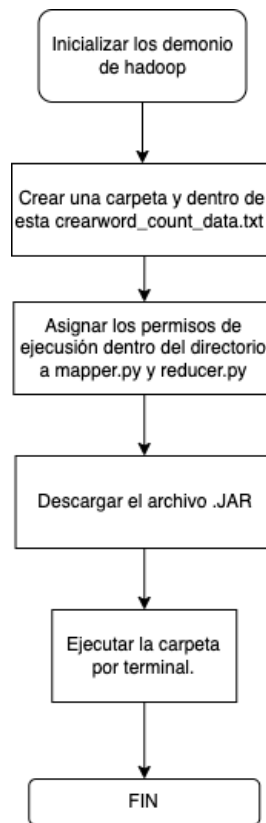 Inicializar los demonio
de hadoop
Crear una carpeta y dentro de
esta crearword_count_data.txt
Asignar los permisos de
ejecusión dentro del directorio
a mapper.py y reducer.py
Descargar el archivo .JAR
Ejecutar la carpeta
por terminal.
FIN